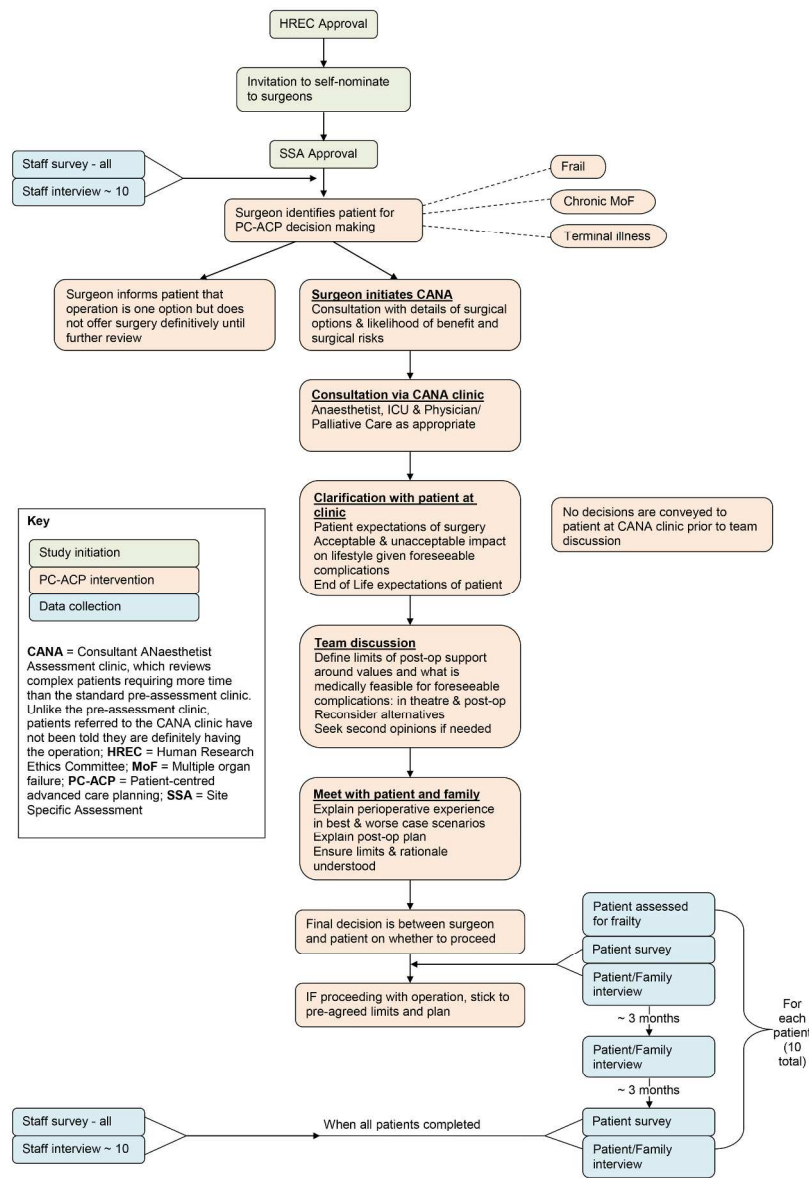 HREC Approval
Invitation to self-nominate
to surgeons
SSA Approval
Staff survey - all
Staff interview ~ 10
Surgeon identifies patient for
PC-ACP decision making
Frail
Chronic MoF
Terminal illness
Surgeon informs patient that
operation is one option but does
not offer surgery definitively until
further review
Surgeon initiates CANA
Consultation with details of surgical
options & likelihood of benefit and
surgical risks
Consultation via CANA clinic
Anaesthetist, ICU & Physician/
Palliative Care as appropriate
Clarification with patient at
clinic
Patient expectations of surgery
Acceptable & unacceptable impact
on lifestyle given foreseeable
complications
End of Life expectations of patient
No decisions are conveyed to
patient at CANA clinic prior to team
discussion
Key
Study initiation
PC-ACP intervention
Data collection
CANA = Consultant ANaesthetist
Assessment clinic, which reviews
complex patients requiring more time
than the standard pre-assessment clinic.
Unlike the pre-assessment clinic,
patients referred to the CANA clinic have
not been told they are definitely having
the operation; HREC = Human Research
Ethics Committee; MoF = Multiple organ
failure; PC-ACP = Patient-centred
advanced care planning; SSA = Site
Specific Assessment
Team discussion
Define limits of post-op support
around values and what is
medically feasible for foreseeable
complications: in theatre & post-op
Reconsider alternatives
Seek second opinions if needed
Meet with patient and family
Explain perioperative experience
in best & worse case scenarios
Explain post-op plan
Ensure limits & rationale
understood
Final decision is between surgeon
and patient on whether to proceed
IF proceeding with operation, stick to
pre-agreed limits and plan
Patient assessed
for frailty
Patient survey
Patient/Family
interview
~ 3 months
Patient/Family
interview
~ 3 months
Patient survey
Patient/Family
interview
For
each
patient
(10
total)
Staff survey - all
Staff interview ~ 10
When all patients completed